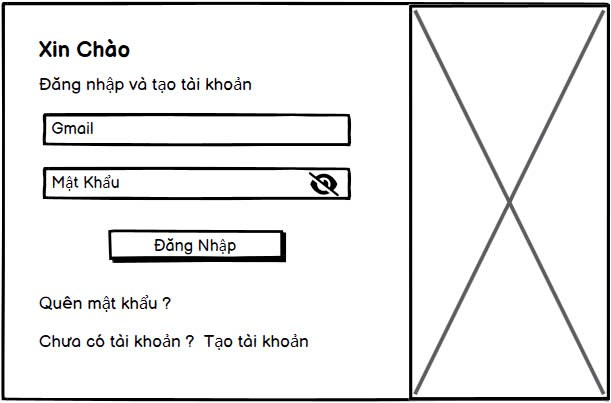 Xin Chào
Đăng nhập và tạo tài khoản
Gmail
Mật Khẩu
Đăng Nhập
Quên mật khẩu ?
Chưa có tài khoản ? Tạo tài khoản